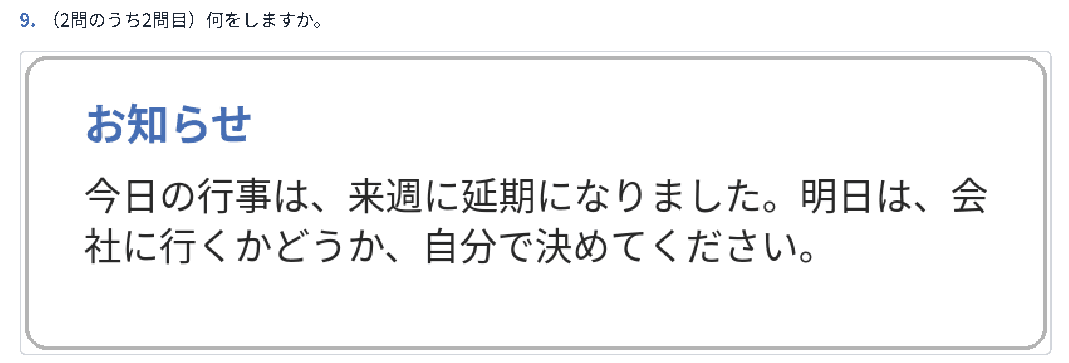 9. （2問のうち2問目）何をしますか。
お知らせ
今日の行事は、来週に延期になりました。明日は、会
社に行くかどうか、自分で決めてください。